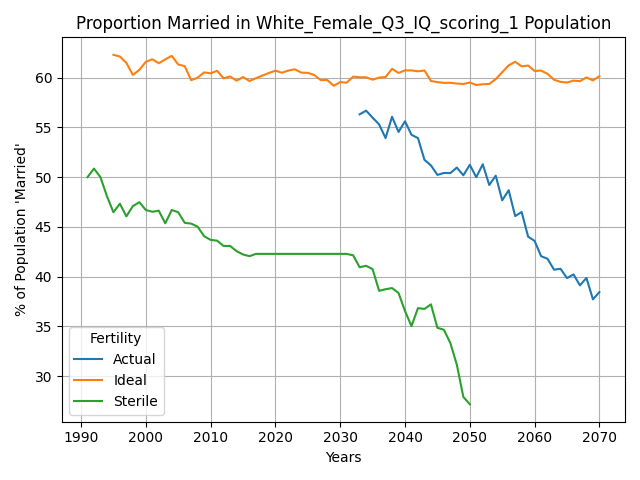 Proportion Married in White_Female_Q3_IQ_scoring_1 Population
% of Population 'Married'
60
55
50
45
40
35
30
Fertility
Actual
Ideal
Sterile
1990 2000 2010 2020 2030 2040 2050 2060 2070
Years